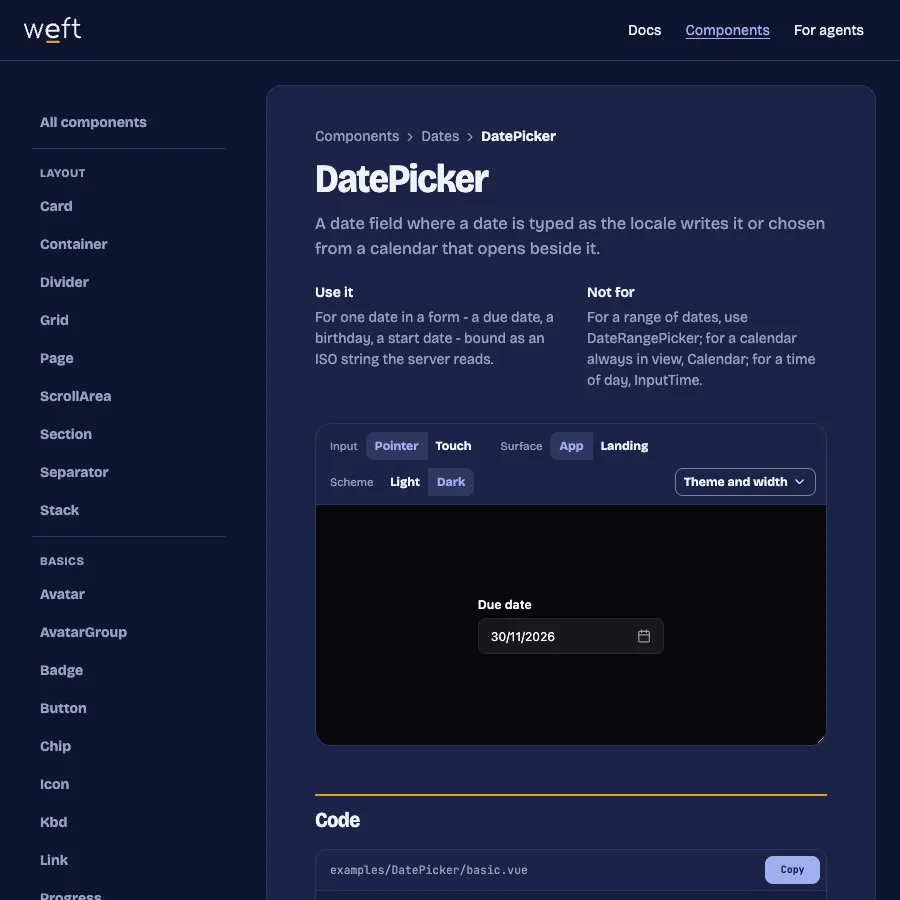 weft
Docs
Components
For agents
All components
LAYOUT
Card
Container
Divider
Grid
Page
ScrollArea
Section
Separator
Stack
BASICS
Avatar
AvatarGroup
Badge
Button
Chip
Icon
Kbd
Link
Progress
Components > Dates > DatePicker
DatePicker
A date field where a date is typed as the locale writes it or chosen
from a calendar that opens beside it.
Use it
For one date in a form - a due date, a
birthday, a start date - bound as an
ISO string the server reads.
Not for
For a range of dates, use
DateRangePicker; for a calendar
always in view, Calendar; for a time
of day, InputTime.
Input Pointer Touch Surface App Landing
Scheme Light Dark Theme and width
Due date
30/11/2026
Code
examples/DatePicker/basic.vue
Copy